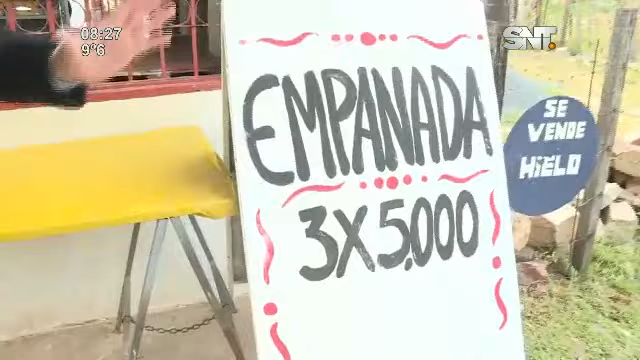 08:27
9°6
SNT.
EMPANADA
3X5.000
SE
VENDE
HIELO